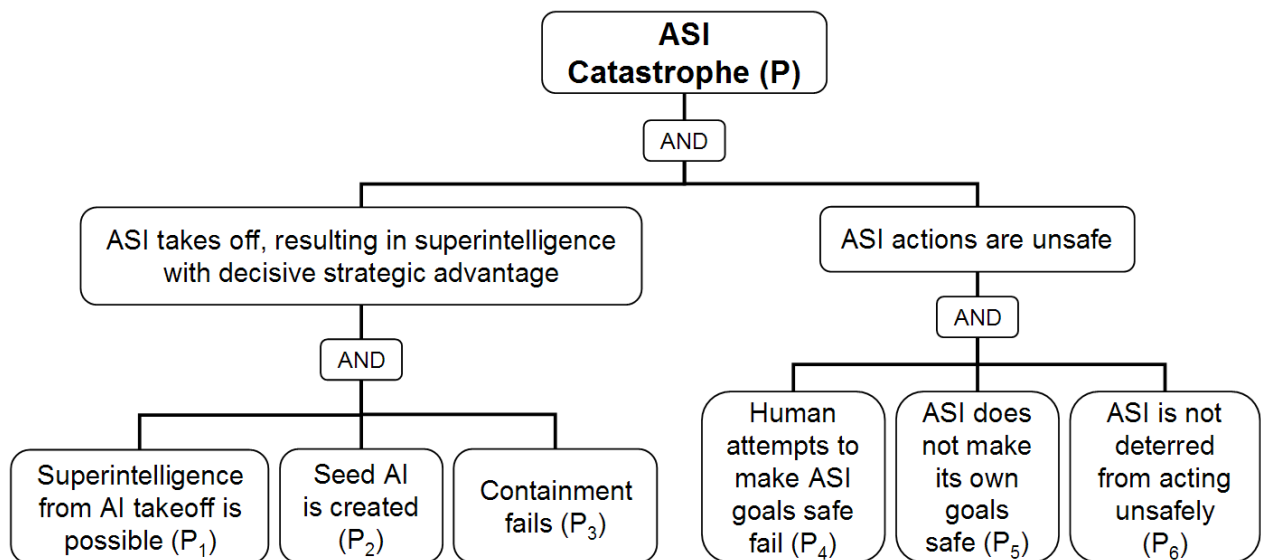 ASI
Catastrophe (P)
AND
ASI takes off, resulting in superintelligence
with decisive strategic advantage
ASI actions are unsafe
AND
AND
Superintelligence
from AI takeoff is
possible (P₁)
Seed AI
is created
(P₂)
Containment
fails (P₃)
Human
attempts to
make ASI
goals safe
fail (P₄)
ASI does
not make
its own
goals
safe (P₅)
ASI is not
deterred
from acting
unsafely
(P₆)